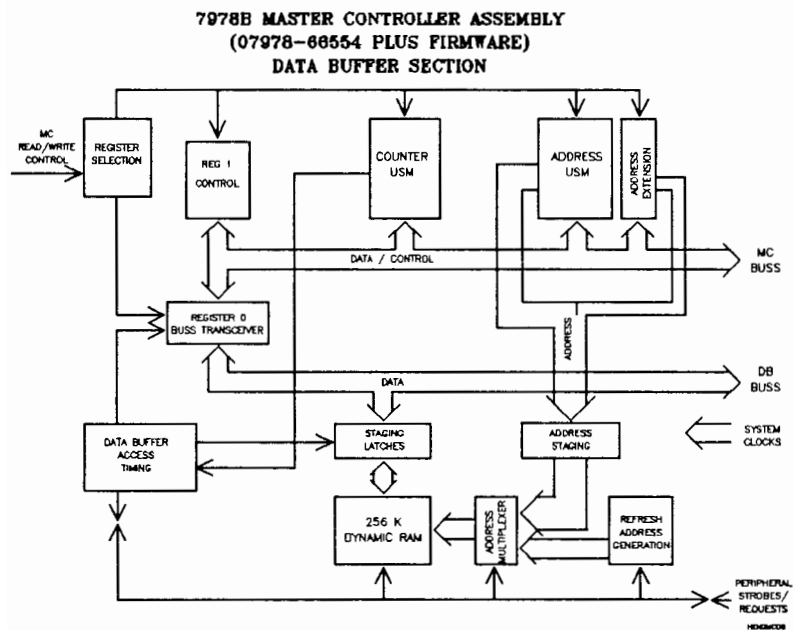 7978B MASTER CONTROLLER ASSEMBLY
(07978-66554 PLUS FIRMWARE)
DATA BUFFER SECTION
MC
READ/WRITE
CONTROL
REGISTER
SELECTION
REG 1
CONTROL
COUNTER
USM
ADDRESS
USM
ADDRESS
EXTENSION
DATA / CONTROL
MC
BUSS
REGISTER 0
BUSS TRANSCEIVER
ADDRESS
DATA
DB
BUSS
DATA BUFFER
ACCESS
TIMING
STAGING
LATCHES
ADDRESS
STAGING
SYSTEM
CLOCKS
256 K
DYNAMIC RAM
ADDRESS
MULTIPLEXER
REFRESH
ADDRESS
GENERATION
PERIPHERAL
STROBES/
REQUESTS